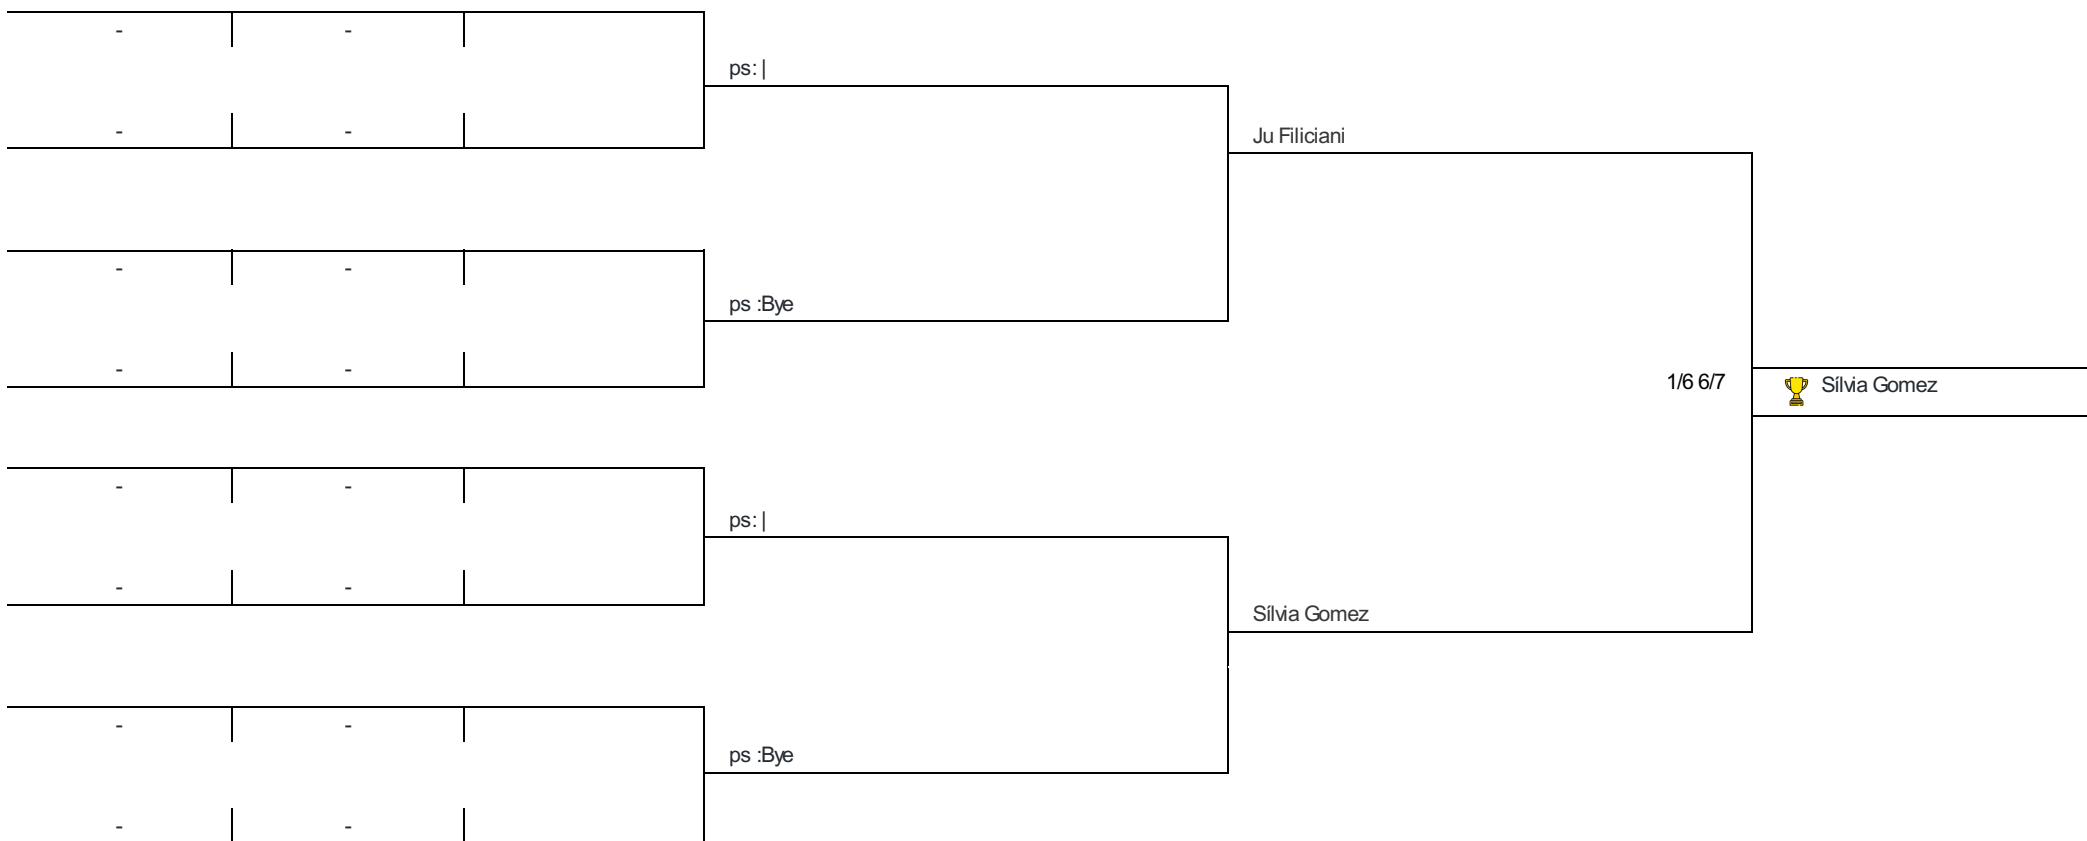 - -
ps: |
- -
Ju Filiciani
- -
ps :Bye
- -
1/6 6/7 Sílvia Gomez
- -
ps: |
- -
Sílvia Gomez
- -
ps :Bye
- -